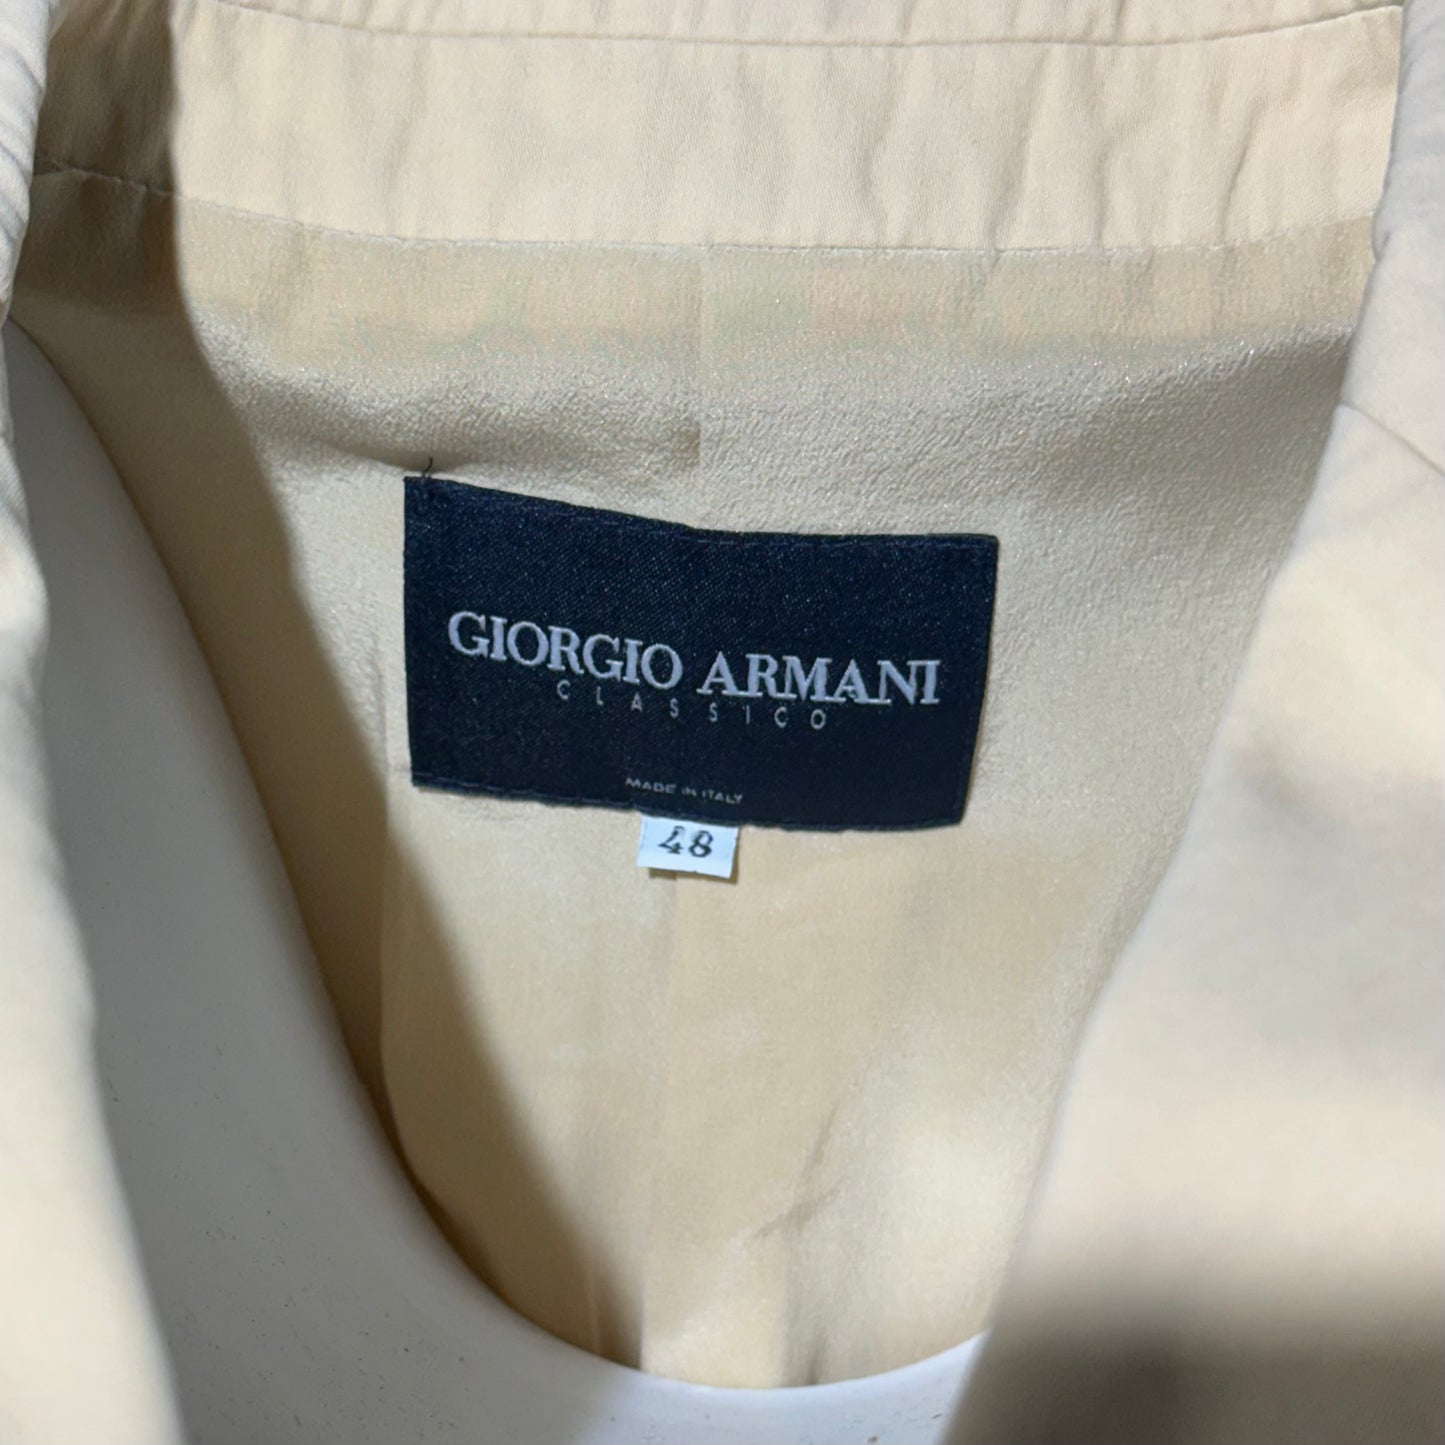 GIORGIO ARMANI
CLASSICO
MADE IN ITALY
48